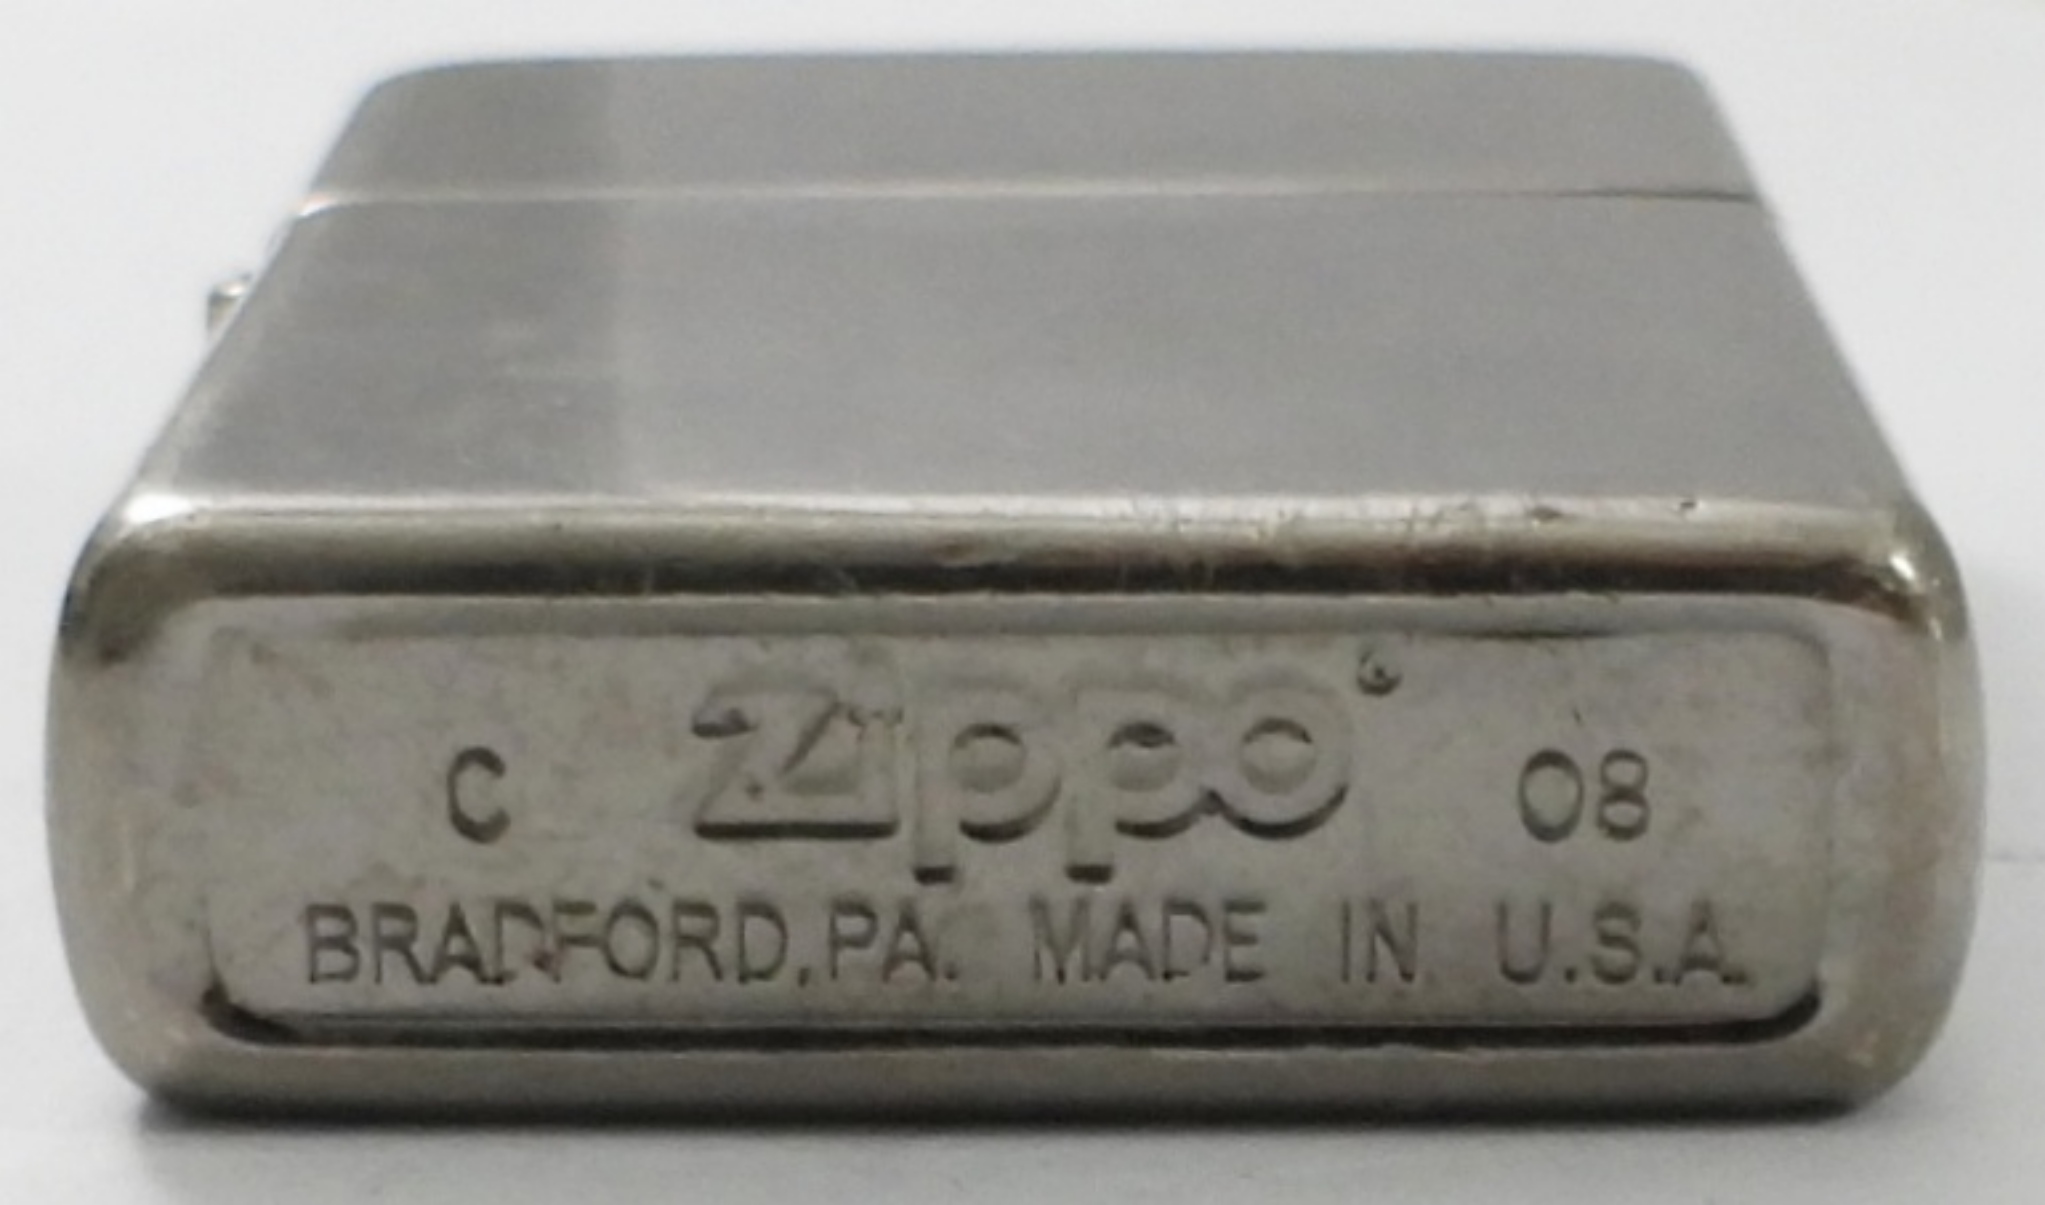 C Zippo® 08
BRADFORD, PA. MADE IN U.S.A.